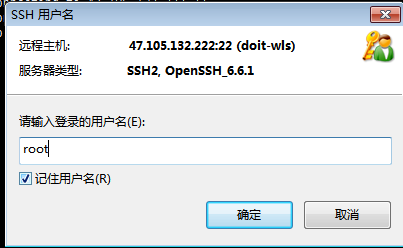 SSH 用户名
远程主机: 47.105.132.222:22 (doit-wls)
服务器类型: SSH2, OpenSSH_6.6.1
请输入登录的用户名(E):
root
记住用户名(R)
确定 取消